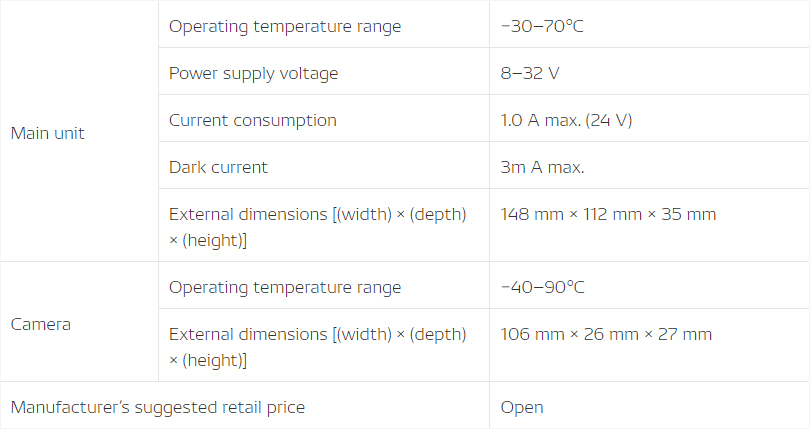 Main unit
Operating temperature range
−30–70℃
Power supply voltage
8–32 V
Current consumption
1.0 A max. (24 V)
Dark current
3m A max.
External dimensions [(width) × (depth)
× (height)]
148 mm × 112 mm × 35 mm
Camera
Operating temperature range
−40–90℃
External dimensions [(width) × (depth)
× (height)]
106 mm × 26 mm × 27 mm
Manufacturer’s suggested retail price
Open